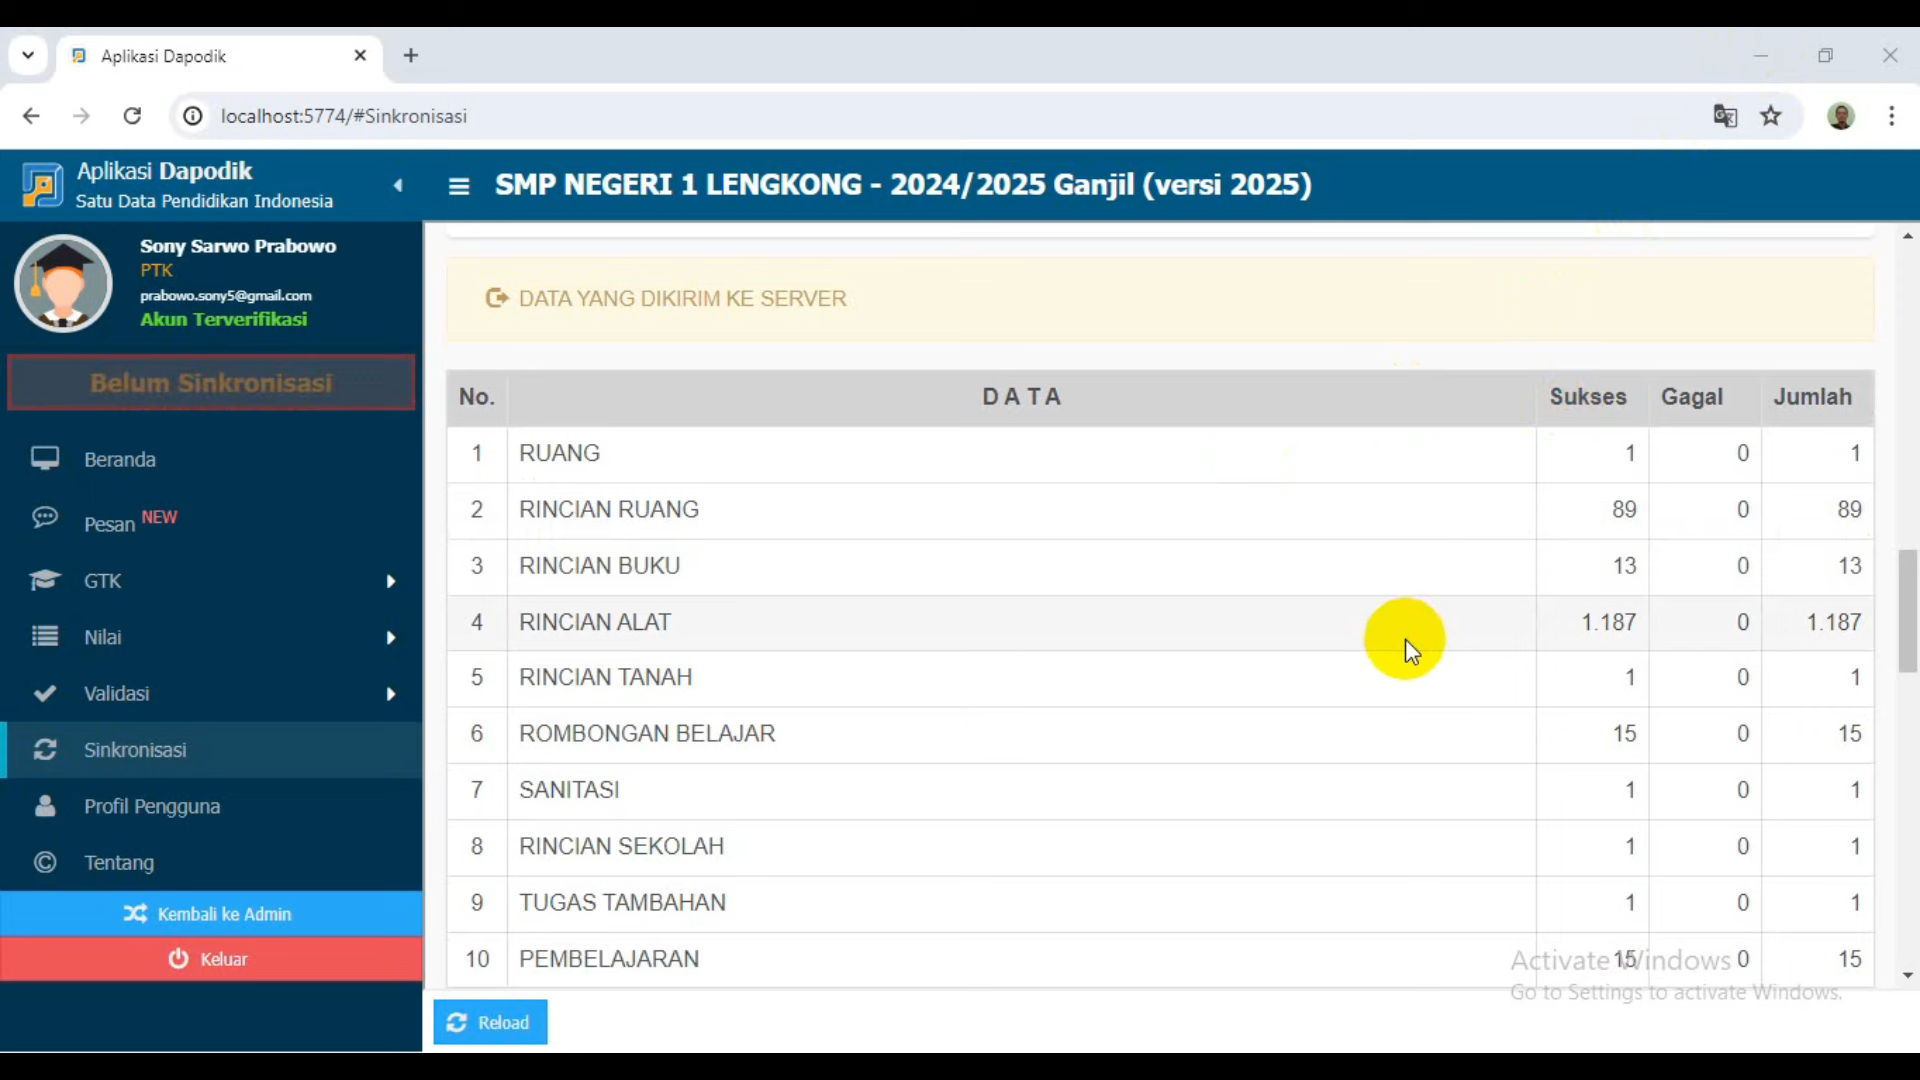 Aplikasi Dapodik
localhost:5774/#Sinkronisasi
Aplikasi Dapodik
Satu Data Pendidikan Indonesia
SMP NEGERI 1 LENGKONG - 2024/2025 Ganjil (versi 2025)
Sony Sarwo Prabowo
PTK
prabowo.sony5@gmail.com
Akun Terverifikasi
Belum Sinkronisasi
Beranda
Pesan NEW
GTK
Nilai
Validasi
Sinkronisasi
Profil Pengguna
Tentang
Kembali ke Admin
Keluar
DATA YANG DIKIRIM KE SERVER
No. D A T A Sukses Gagal Jumlah
1 RUANG 1 0 1
2 RINCIAN RUANG 89 0 89
3 RINCIAN BUKU 13 0 13
4 RINCIAN ALAT 1.187 0 1.187
5 RINCIAN TANAH 1 0 1
6 ROMBONGAN BELAJAR 15 0 15
7 SANITASI 1 0 1
8 RINCIAN SEKOLAH 1 0 1
9 TUGAS TAMBAHAN 1 0 1
10 PEMBELAJARAN 15 0 15
Activate Windows
Go to Settings to activate Windows.
Reload